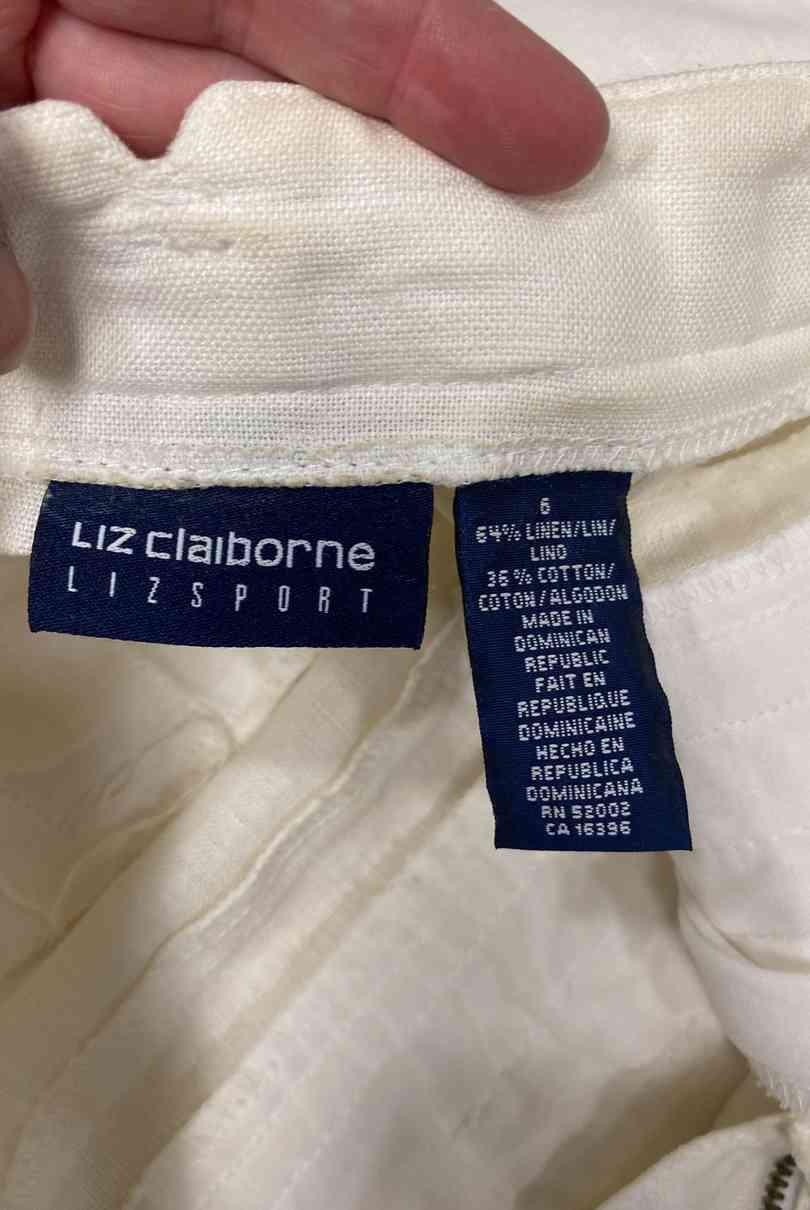 LIZ claiborne
LIZSPORT
6
64% LINEN/LIN/
LINO
36% COTTON/
COTON/ALGODON
MADE IN
DOMINICAN
REPUBLIC
FAIT EN
REPUBLIQUE
DOMINICAINE
HECHO EN
REPUBLICA
DOMINICANA
RN 52002
CA 16396